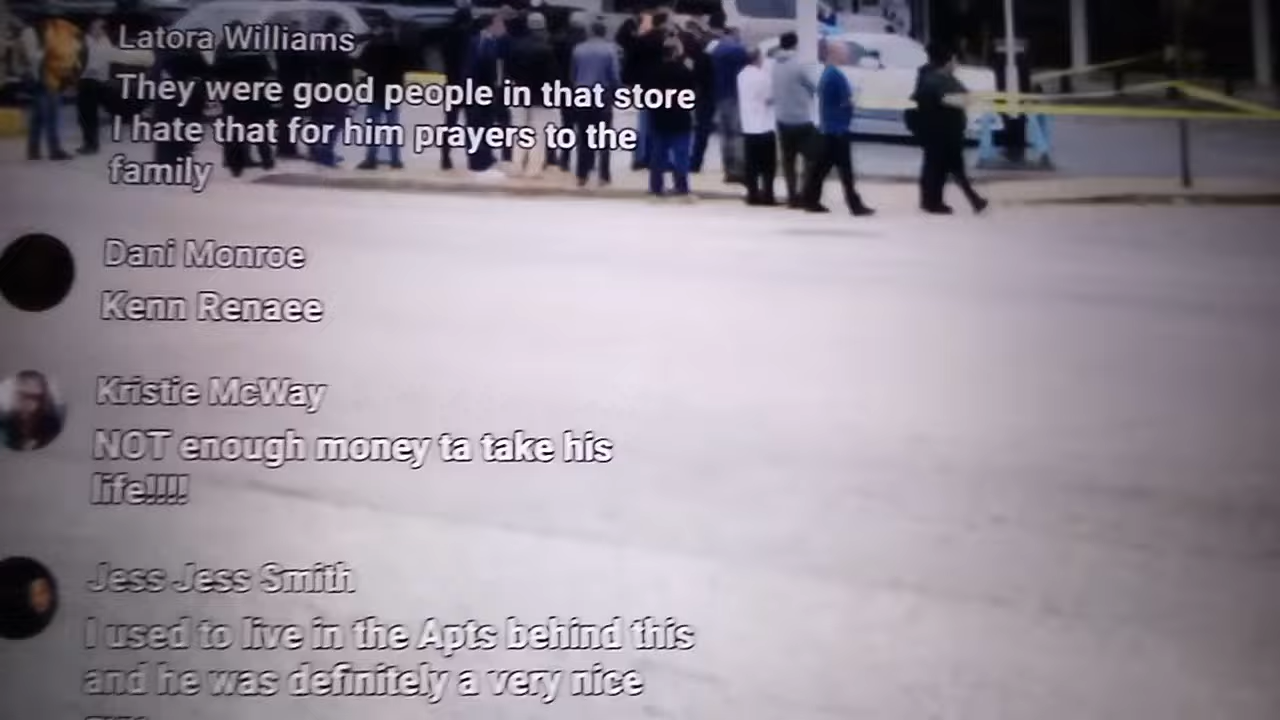 Latora Williams
They were good people in that store
I hate that for him prayers to the
family
Dani Monroe
Kenn Renaee
Kristie McWay
NOT enough money ta take his
life!!!!
Jess Jess Smith
I used to live in the Apts behind this
and he was definitely a very nice